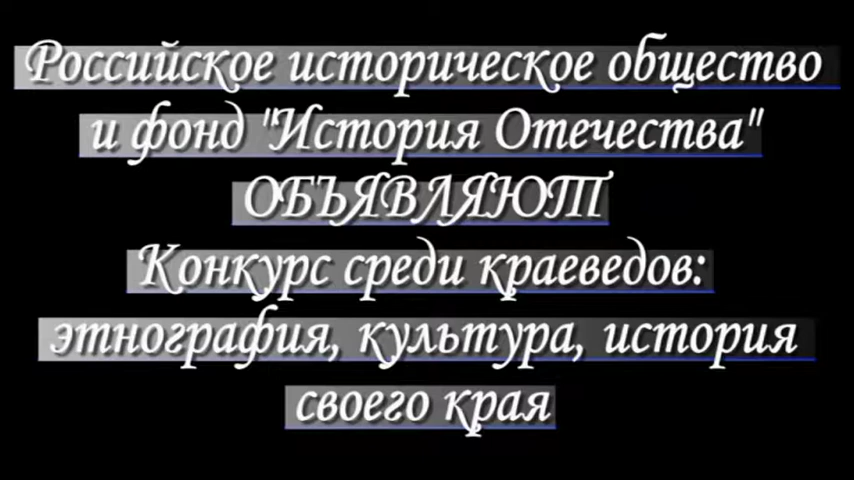 Российское историческое общество
и фонд "История Отечества"
ОБЪЯВЛЯЮТ
Конкурс среди краеведов:
этнография, культура, история
своего края